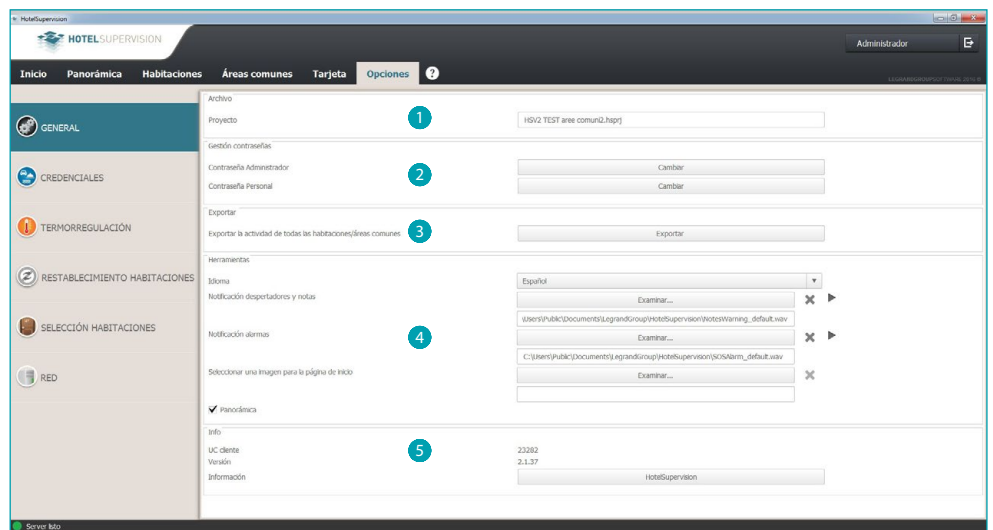 HotelSupervision
HOTELSUPERVISION
Administrador
Inicio Panorámica Habitaciones Áreas comunes Tarjeta Opciones ?
LEGRANDGROUPSOFTWARE 2016 ©
GENERAL
CREDENCIALES
TERMORREGULACIÓN
RESTABLECIMIENTO HABITACIONES
SELECCIÓN HABITACIONES
RED
Archivo
Proyecto 1 HSV2 TEST aree comuni2.hsprj
Gestión contraseñas
Contraseña Administrador Cambiar
2
Contraseña Personal Cambiar
Exportar
Exportar la actividad de todas las habitaciones/áreas comunes 3 Exportar
Herramientas
Idioma Español
Notificación despertadores y notas Examinar...
\Users\Public\Documents\LegrandGroup\HotelSupervision\NotesWarning_default.wav
Notificación alarmas 4 Examinar...
C:\Users\Public\Documents\LegrandGroup\HotelSupervision\SOSAlarm_default.wav
Seleccionar una imagen para la página de inicio Examinar...
Panorámica
Info
UC cliente 5 23282
Versión 2.1.37
Información HotelSupervision
Server listo